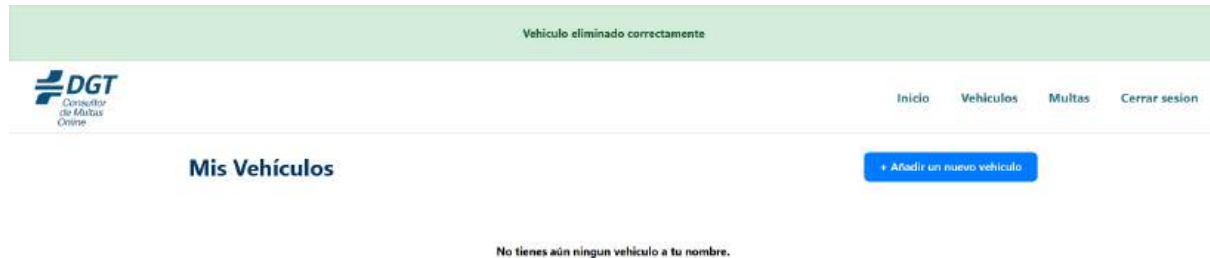 Vehiculo eliminado correctamente
DGT
Consultor
de Multas
Online
Inicio Vehiculos Multas Cerrar sesion
Mis Vehículos
+ Añadir un nuevo vehiculo
No tienes aún ningun vehiculo a tu nombre.